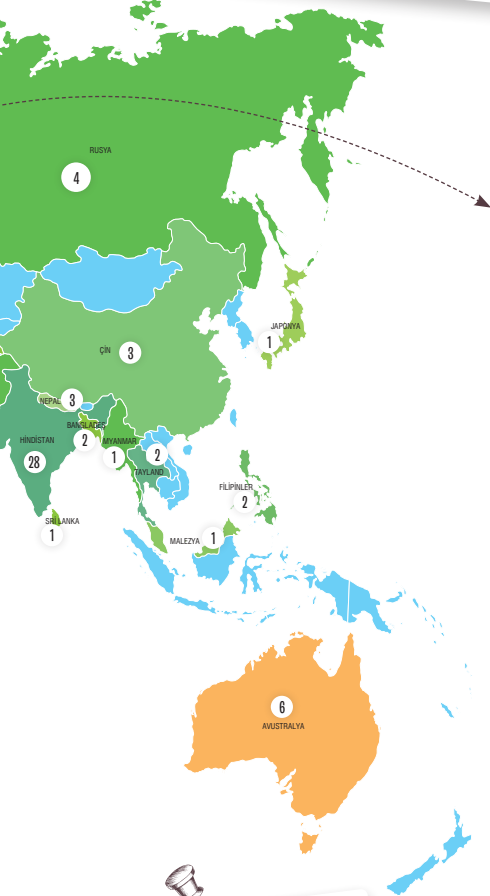 RUSYA
4
JAPONYA
1
ÇİN
3
NEPAL
3
BANGLADEŞ
2
HİNDİSTAN
28
MYANMAR
1
2
TAYLAND
FİLİPİNLER
2
SRİ LANKA
1
MALEZYA
1
6
AVUSTRALYA